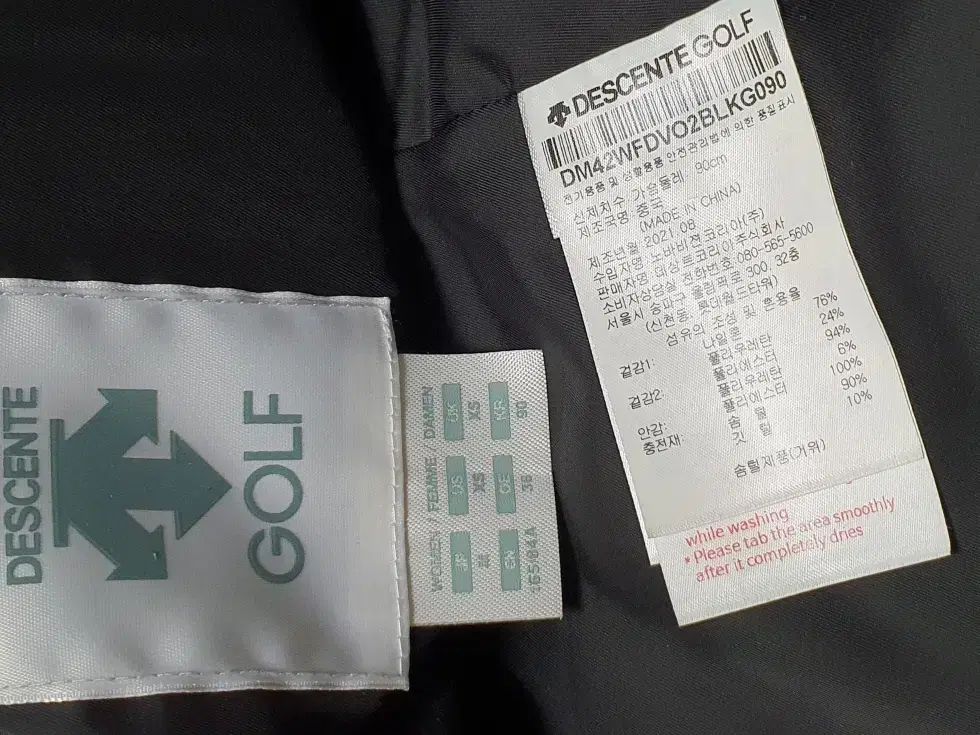 DESCENTE
GOLF
WOMEN / FEMME DAMEN
JP US UK
XS XS
CN DE KR
165/84A 36 90
DESCENTE GOLF
DM42WFDVO2BLKG090
전기용품 및 생활용품 안전관리법에 의한 품질표시
신체치수 가슴둘레 90cm
제조국명 중국
(MADE IN CHINA)
제조년월 2021.08
수입자명 노바비젼코리아(주)
판매자명 데상트코리아주식회사
소비자상담실 전화번호 080-565-5600
서울시 송파구 올림픽로 300, 32층
(신천동, 롯데월드타워)
섬유의 조성 및 혼용율
겉감1: 나일론 76%
폴리우레탄 24%
겉감2: 폴리에스터 94%
폴리우레탄 6%
안감: 폴리에스터 100%
충전재: 솜 털 90%
깃 털 10%
솜털제품(거위)
while washing
* Please tab the area smoothly
after it completely dries